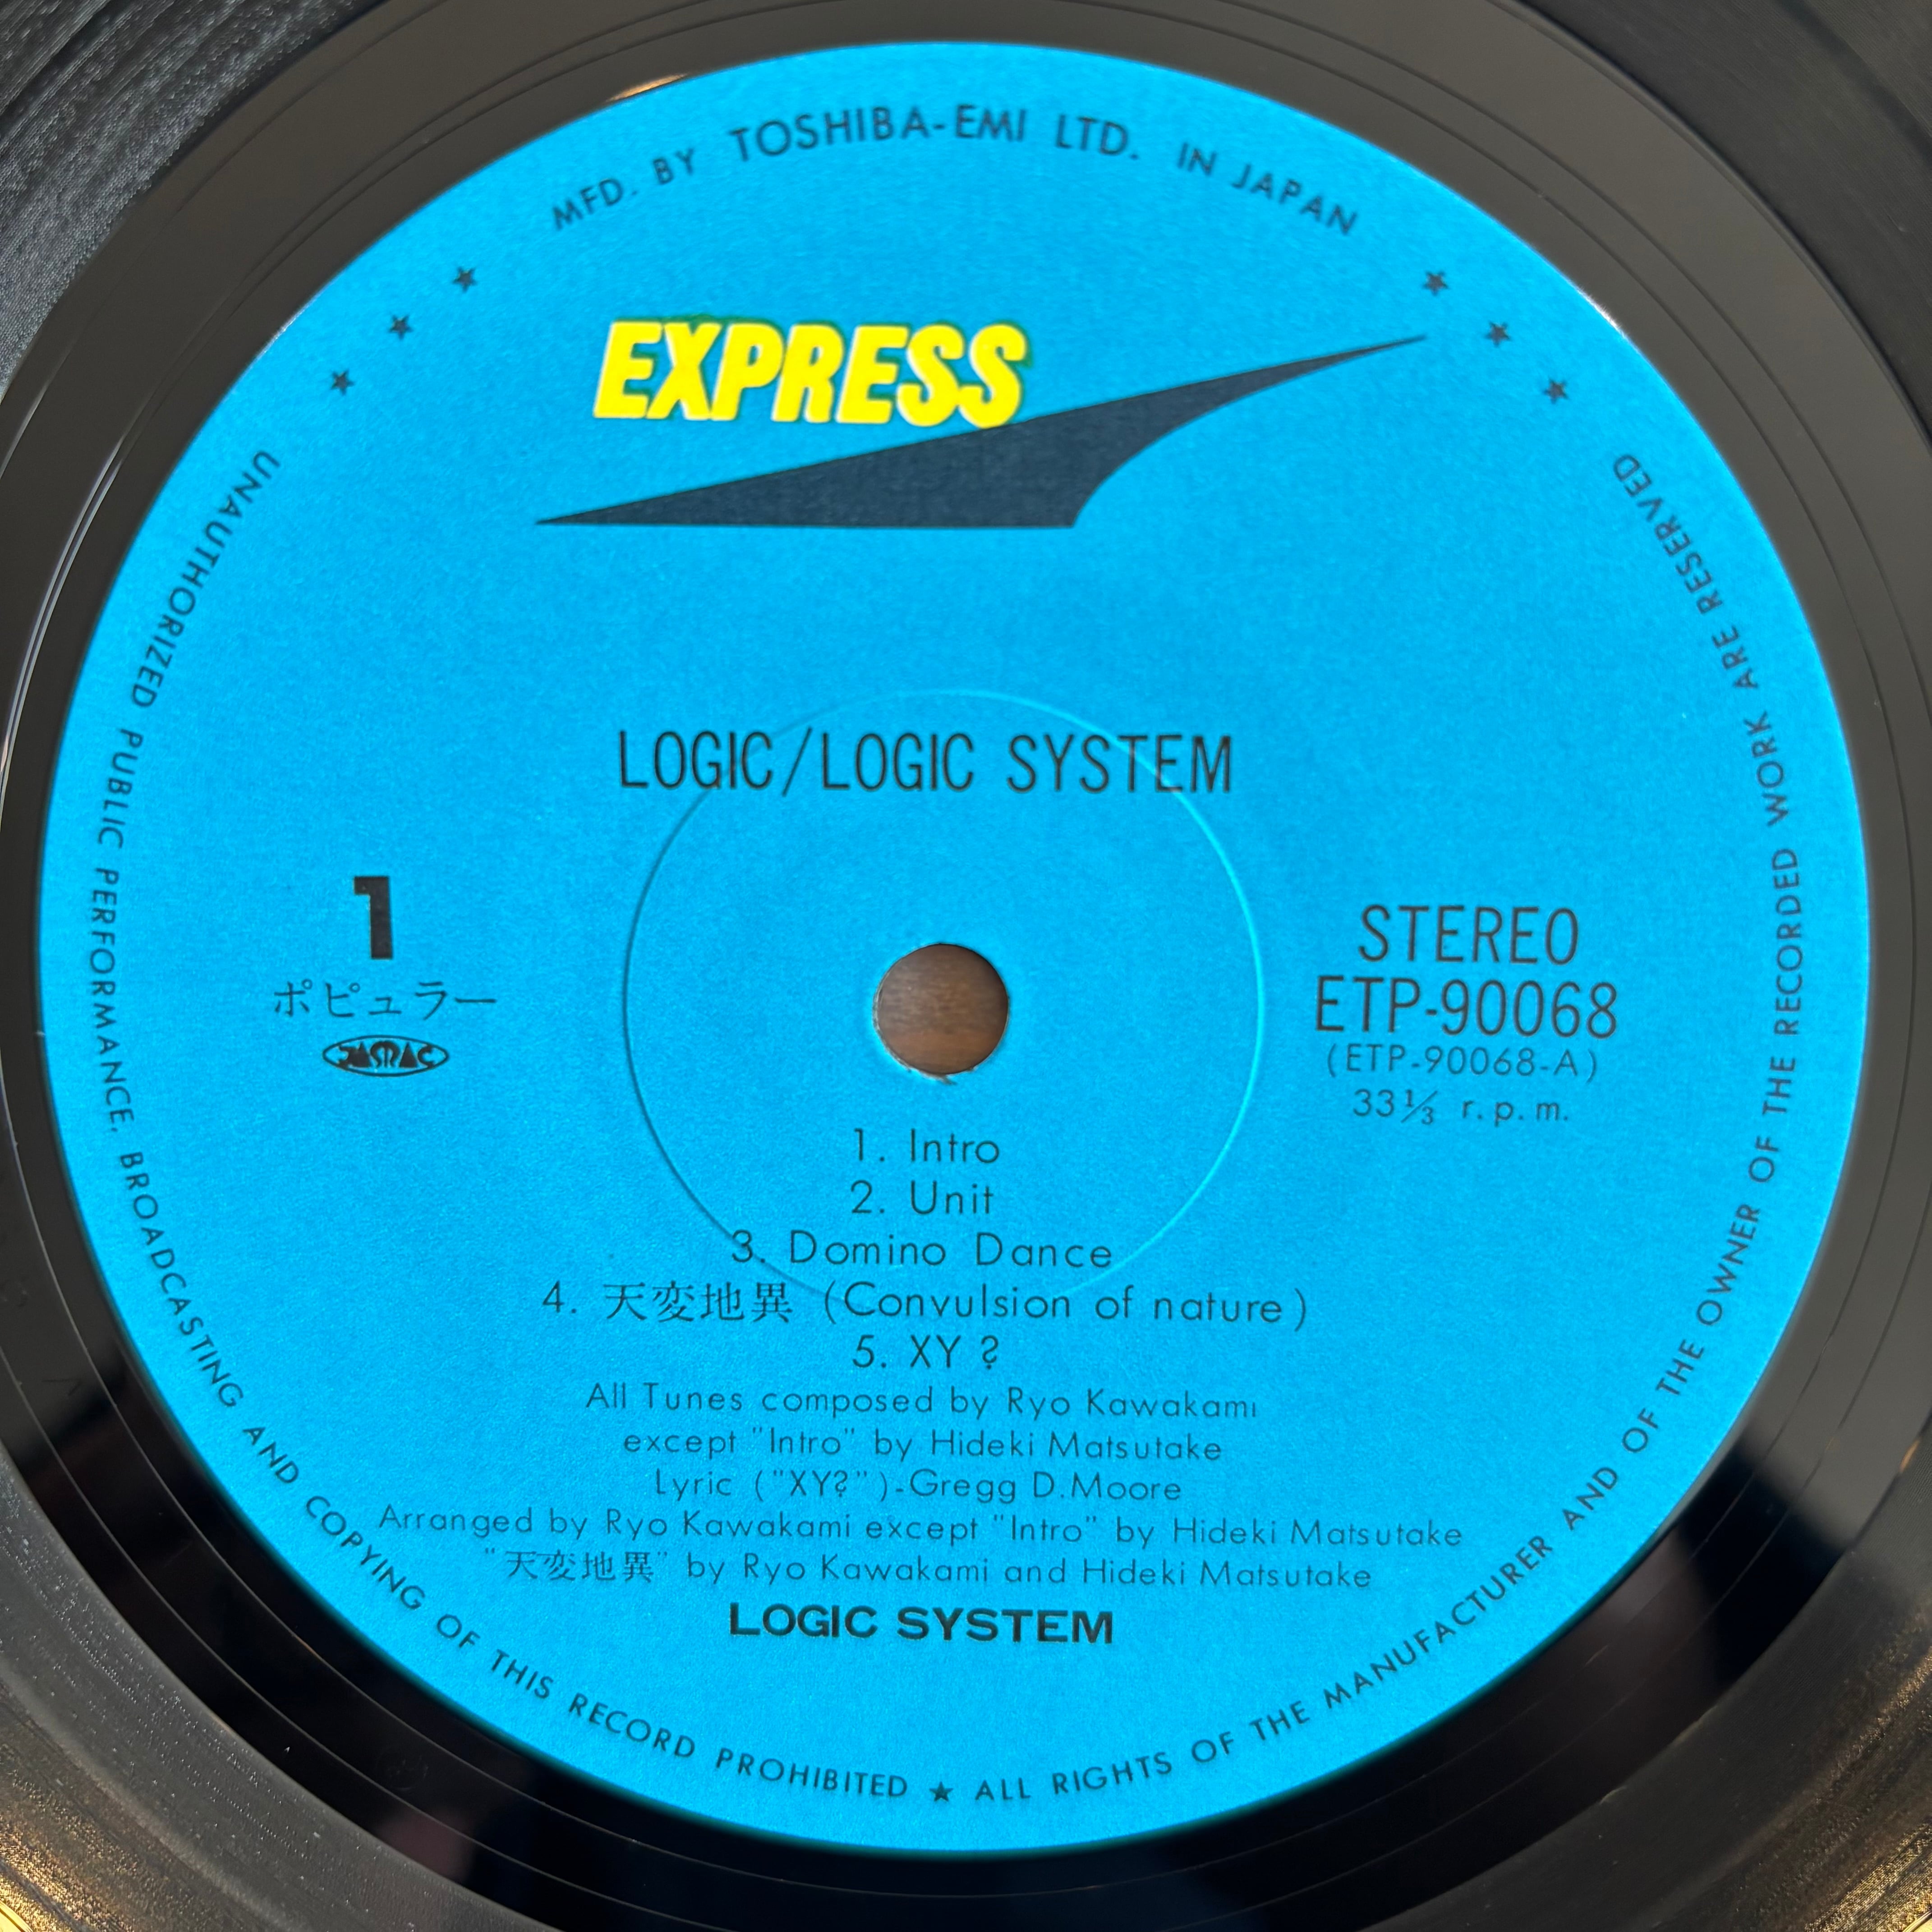 MFD. BY TOSHIBA-EMI LTD. IN JAPAN
EXPRESS
LOGIC/LOGIC SYSTEM
1
ポピュラー
JASRAC
STEREO
ETP-90068
(ETP-90068-A)
33⅓ r.p.m.
1. Intro
2. Unit
3. Domino Dance
4. 天変地異 (Convulsion of nature)
5. XY ?
All Tunes composed by Ryo Kawakami
except "Intro" by Hideki Matsutake
Lyric ("XY?")-Gregg D.Moore
Arranged by Ryo Kawakami except "Intro" by Hideki Matsutake
"天変地異" by Ryo Kawakami and Hideki Matsutake
LOGIC SYSTEM
UNAUTHORIZED PUBLIC PERFORMANCE, BROADCASTING AND COPYING OF THIS RECORD PROHIBITED ★ ALL RIGHTS OF THE MANUFACTURER AND OF THE OWNER OF THE RECORDED WORK ARE RESERVED